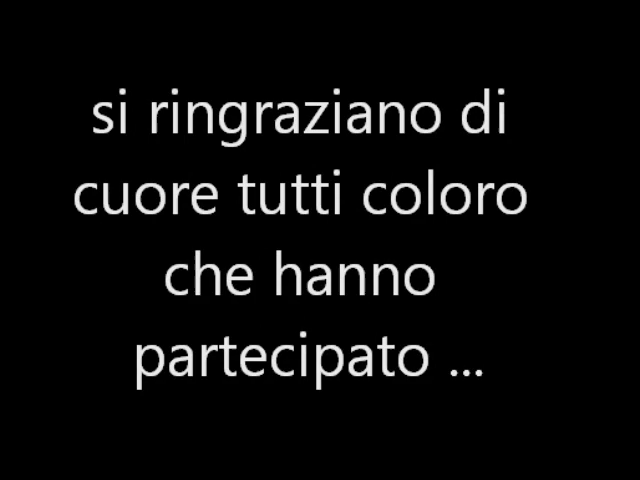 si ringraziano di
cuore tutti coloro
che hanno
partecipato ...